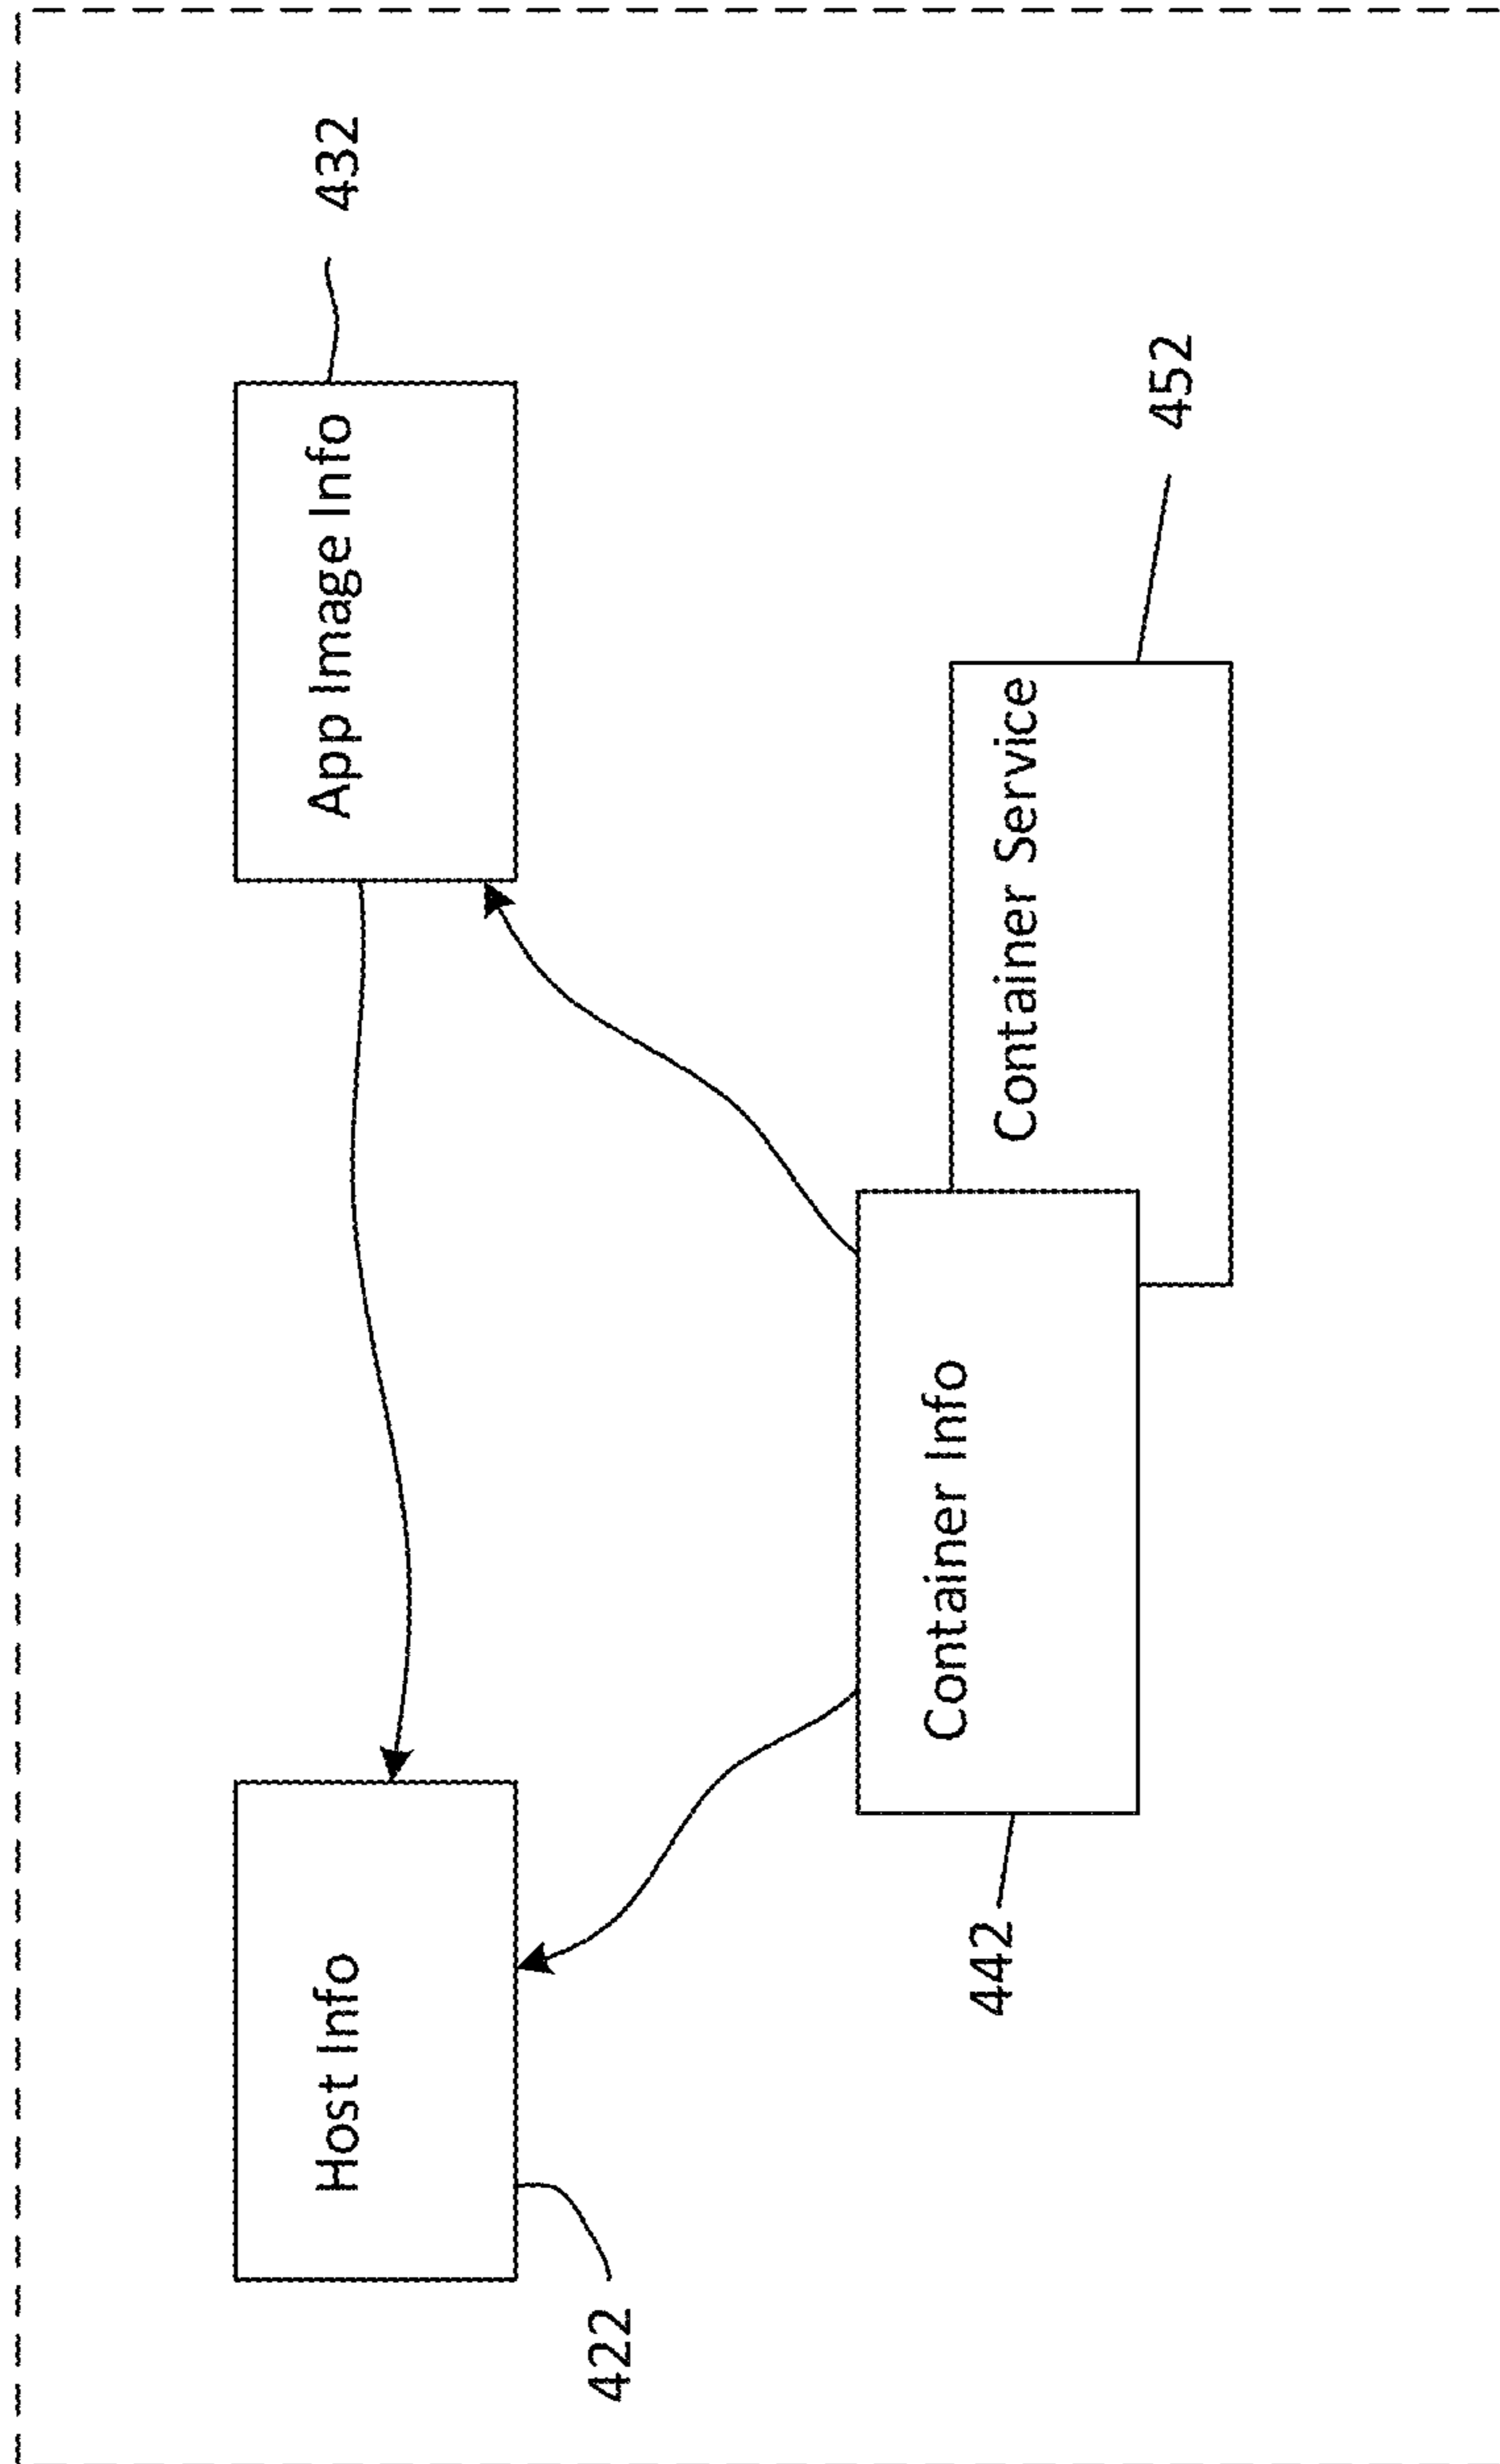 Host Info
App Image Info
432
422
Container Info
Container Service
442
452